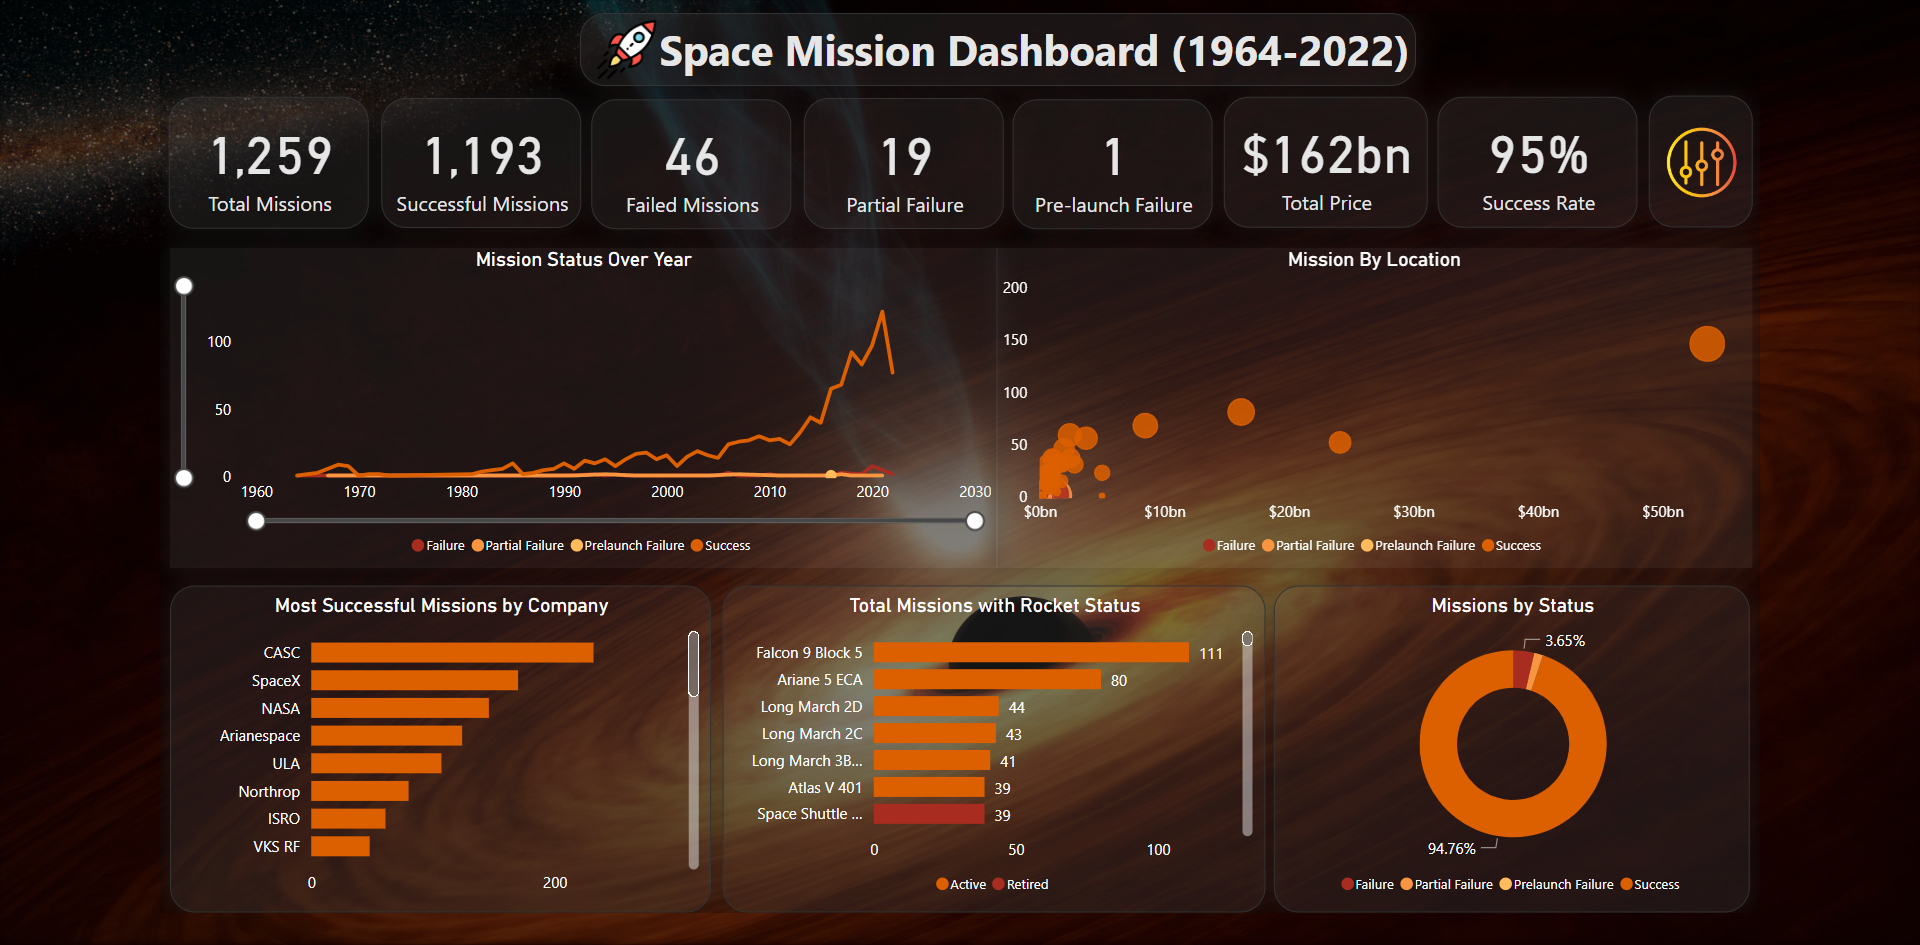 Space Mission Dashboard (1964-2022)
1,259
Total Missions
1,193
Successful Missions
46
Failed Missions
19
Partial Failure
1
Pre-launch Failure
$162bn
Total Price
95%
Success Rate
Mission Status Over Year
100
50
0
1960 1970 1980 1990 2000 2010 2020 2030
Failure Partial Failure Prelaunch Failure Success
Mission By Location
200
150
100
50
0
$0bn $10bn $20bn $30bn $40bn $50bn
Failure Partial Failure Prelaunch Failure Success
Most Successful Missions by Company
CASC
SpaceX
NASA
Arianespace
ULA
Northrop
ISRO
VKS RF
0 200
Total Missions with Rocket Status
Falcon 9 Block 5 111
Ariane 5 ECA 80
Long March 2D 44
Long March 2C 43
Long March 3B... 41
Atlas V 401 39
Space Shuttle ... 39
0 50 100
Active Retired
Missions by Status
3.65%
94.76%
Failure Partial Failure Prelaunch Failure Success